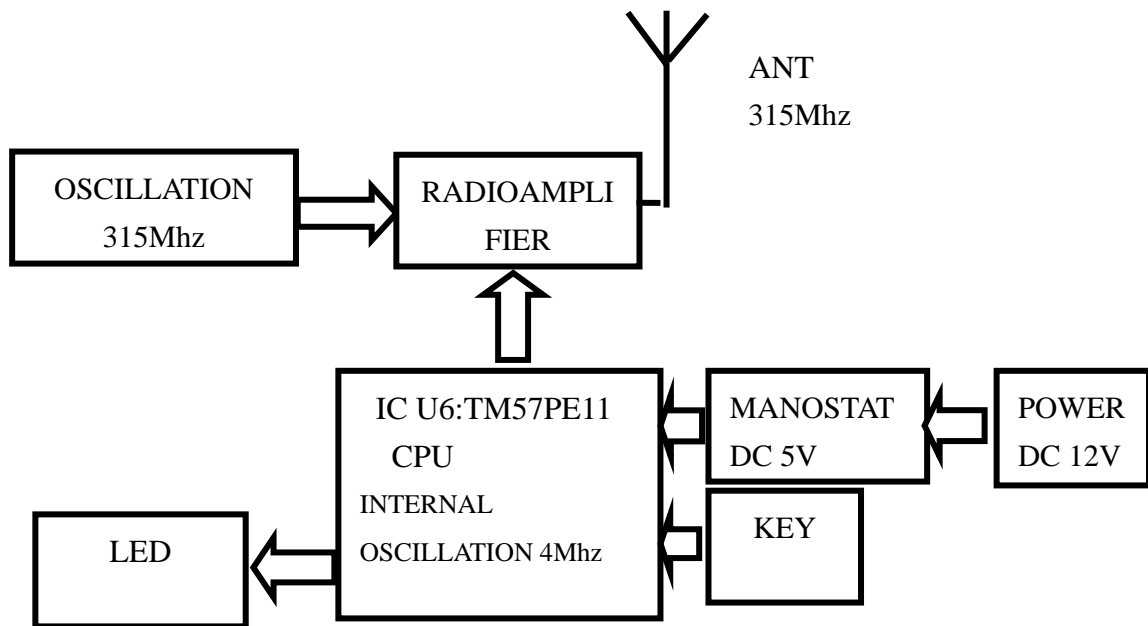 ANT
315Mhz
OSCILLATION
315Mhz
RADIOAMPLI
FIER
IC U6:TM57PE11
CPU
INTERNAL
OSCILLATION 4Mhz
MANOSTAT
DC 5V
POWER
DC 12V
KEY
LED